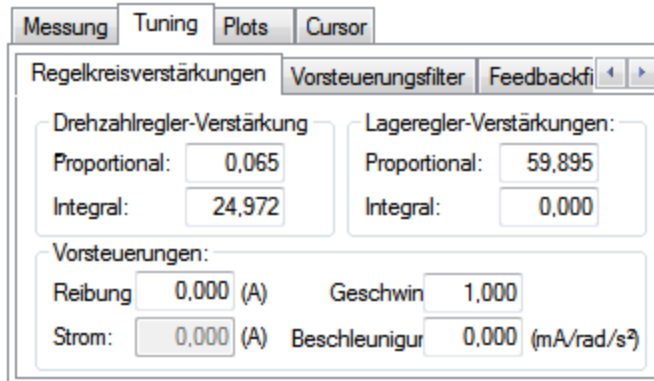 Messung Tuning Plots Cursor
Regelkreisverstärkungen Vorsteuerungsfilter Feedbackfi
Drehzahlregler-Verstärkung Lageregler-Verstärkungen:
Proportional: 0,065 Proportional: 59,895
Integral: 24,972 Integral: 0,000
Vorsteuerungen:
Reibung 0,000 (A) Geschwin 1,000
Strom: 0,000 (A) Beschleunigur 0,000 (mA/rad/s²)